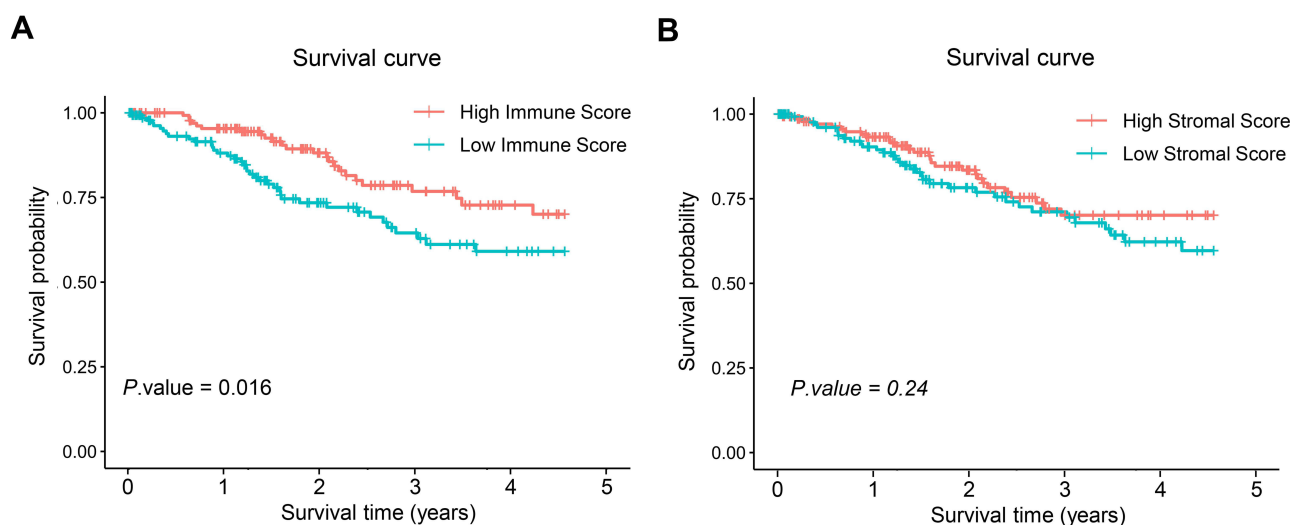 A
Survival curve
High Immune Score
Low Immune Score
Survival probability
1.00
0.75
0.50
0.25
0.00
P.value = 0.016
0 1 2 3 4 5
Survival time (years)
B
Survival curve
High Stromal Score
Low Stromal Score
Survival probability
1.00
0.75
0.50
0.25
0.00
P.value = 0.24
0 1 2 3 4 5
Survival time (years)